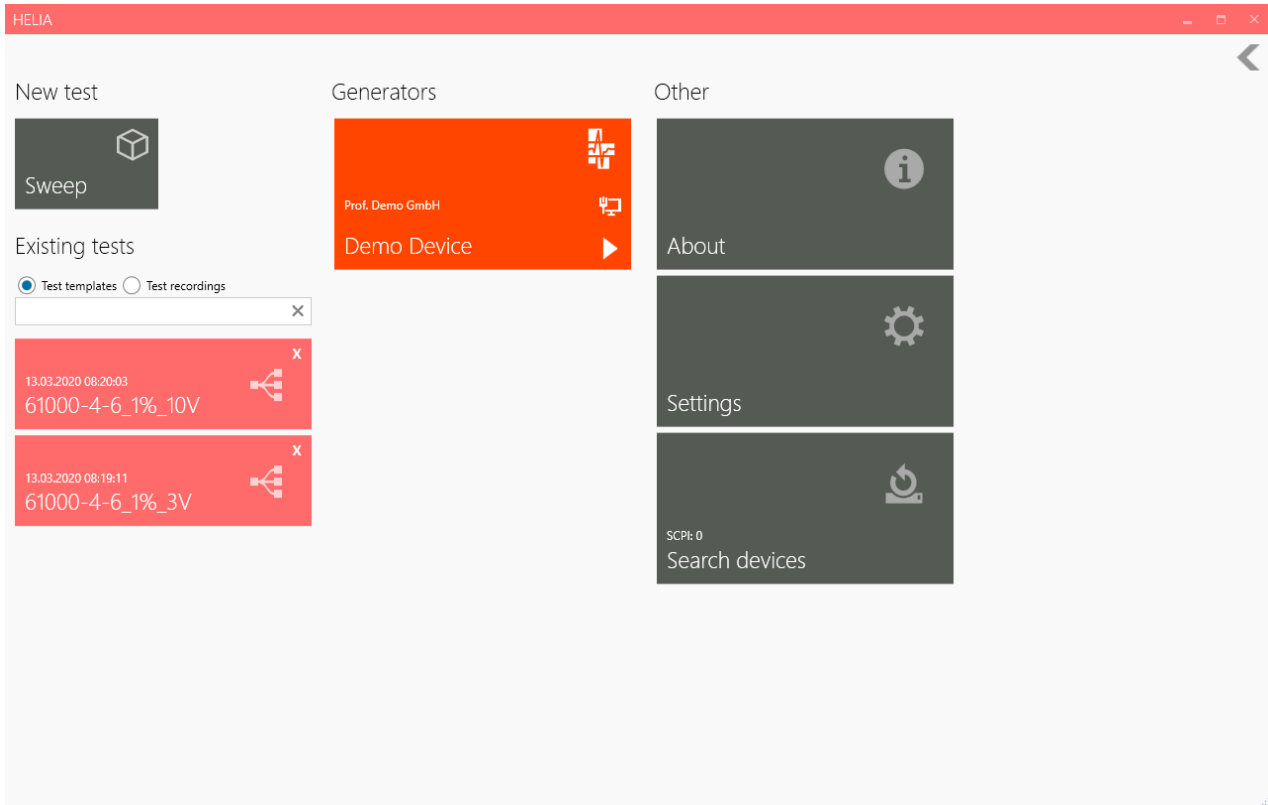 HELIA
New test
Sweep
Existing tests
Test templates Test recordings
13.03.2020 08:20:03
61000-4-6_1%_10V
X
13.03.2020 08:19:11
61000-4-6_1%_3V
X
Generators
Prof. Demo GmbH
Demo Device
Other
About
Settings
SCPI: 0
Search devices